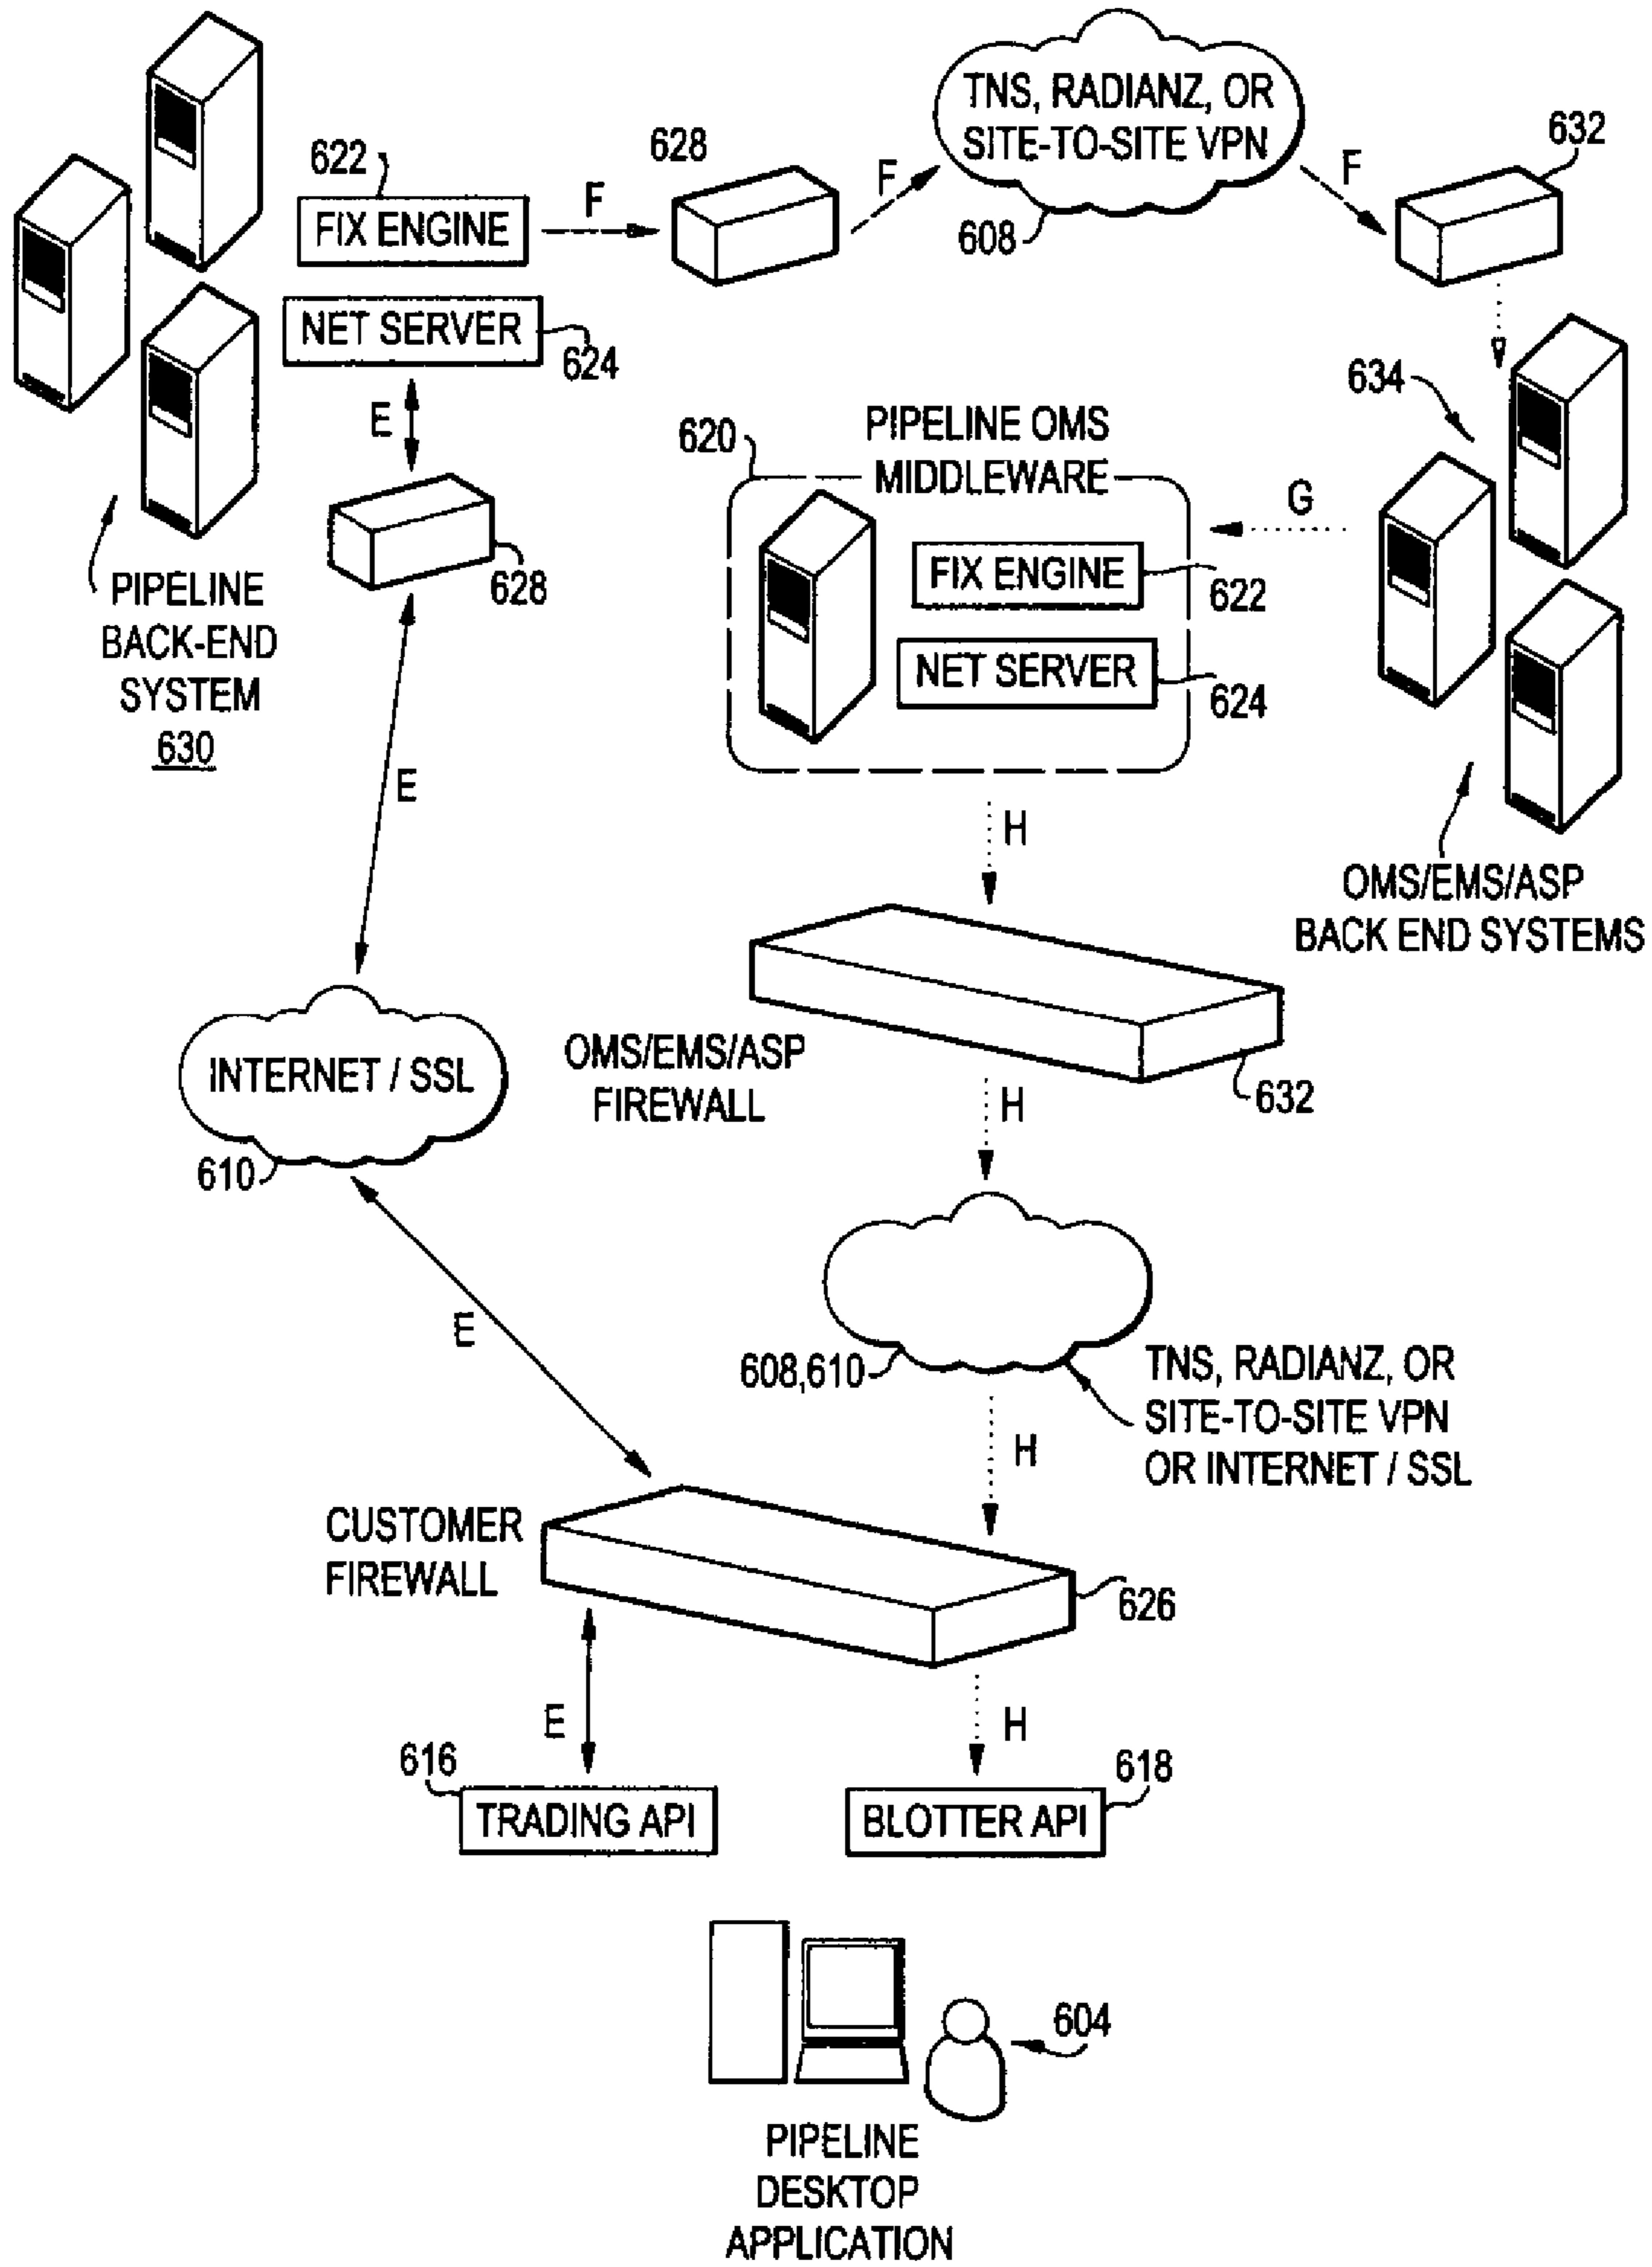 TNS, RADIANZ, OR
SITE-TO-SITE VPN
608
622
FIX ENGINE
F
628
F
F
632
NET SERVER
624
E
628
PIPELINE
BACK-END
SYSTEM
630
634
620
PIPELINE OMS
MIDDLEWARE
G
FIX ENGINE
622
NET SERVER
624
OMS/EMS/ASP
BACK END SYSTEMS
E
H
INTERNET / SSL
610
OMS/EMS/ASP
FIREWALL
632
H
E
608,610
TNS, RADIANZ, OR
SITE-TO-SITE VPN
OR INTERNET / SSL
H
CUSTOMER
FIREWALL
626
E
H
616
TRADING API
618
BLOTTER API
604
PIPELINE
DESKTOP
APPLICATION